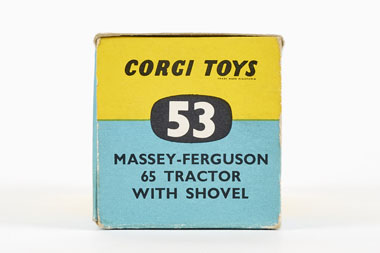 CORGI TOYS
53
MASSEY-FERGUSON
65 TRACTOR
WITH SHOVEL